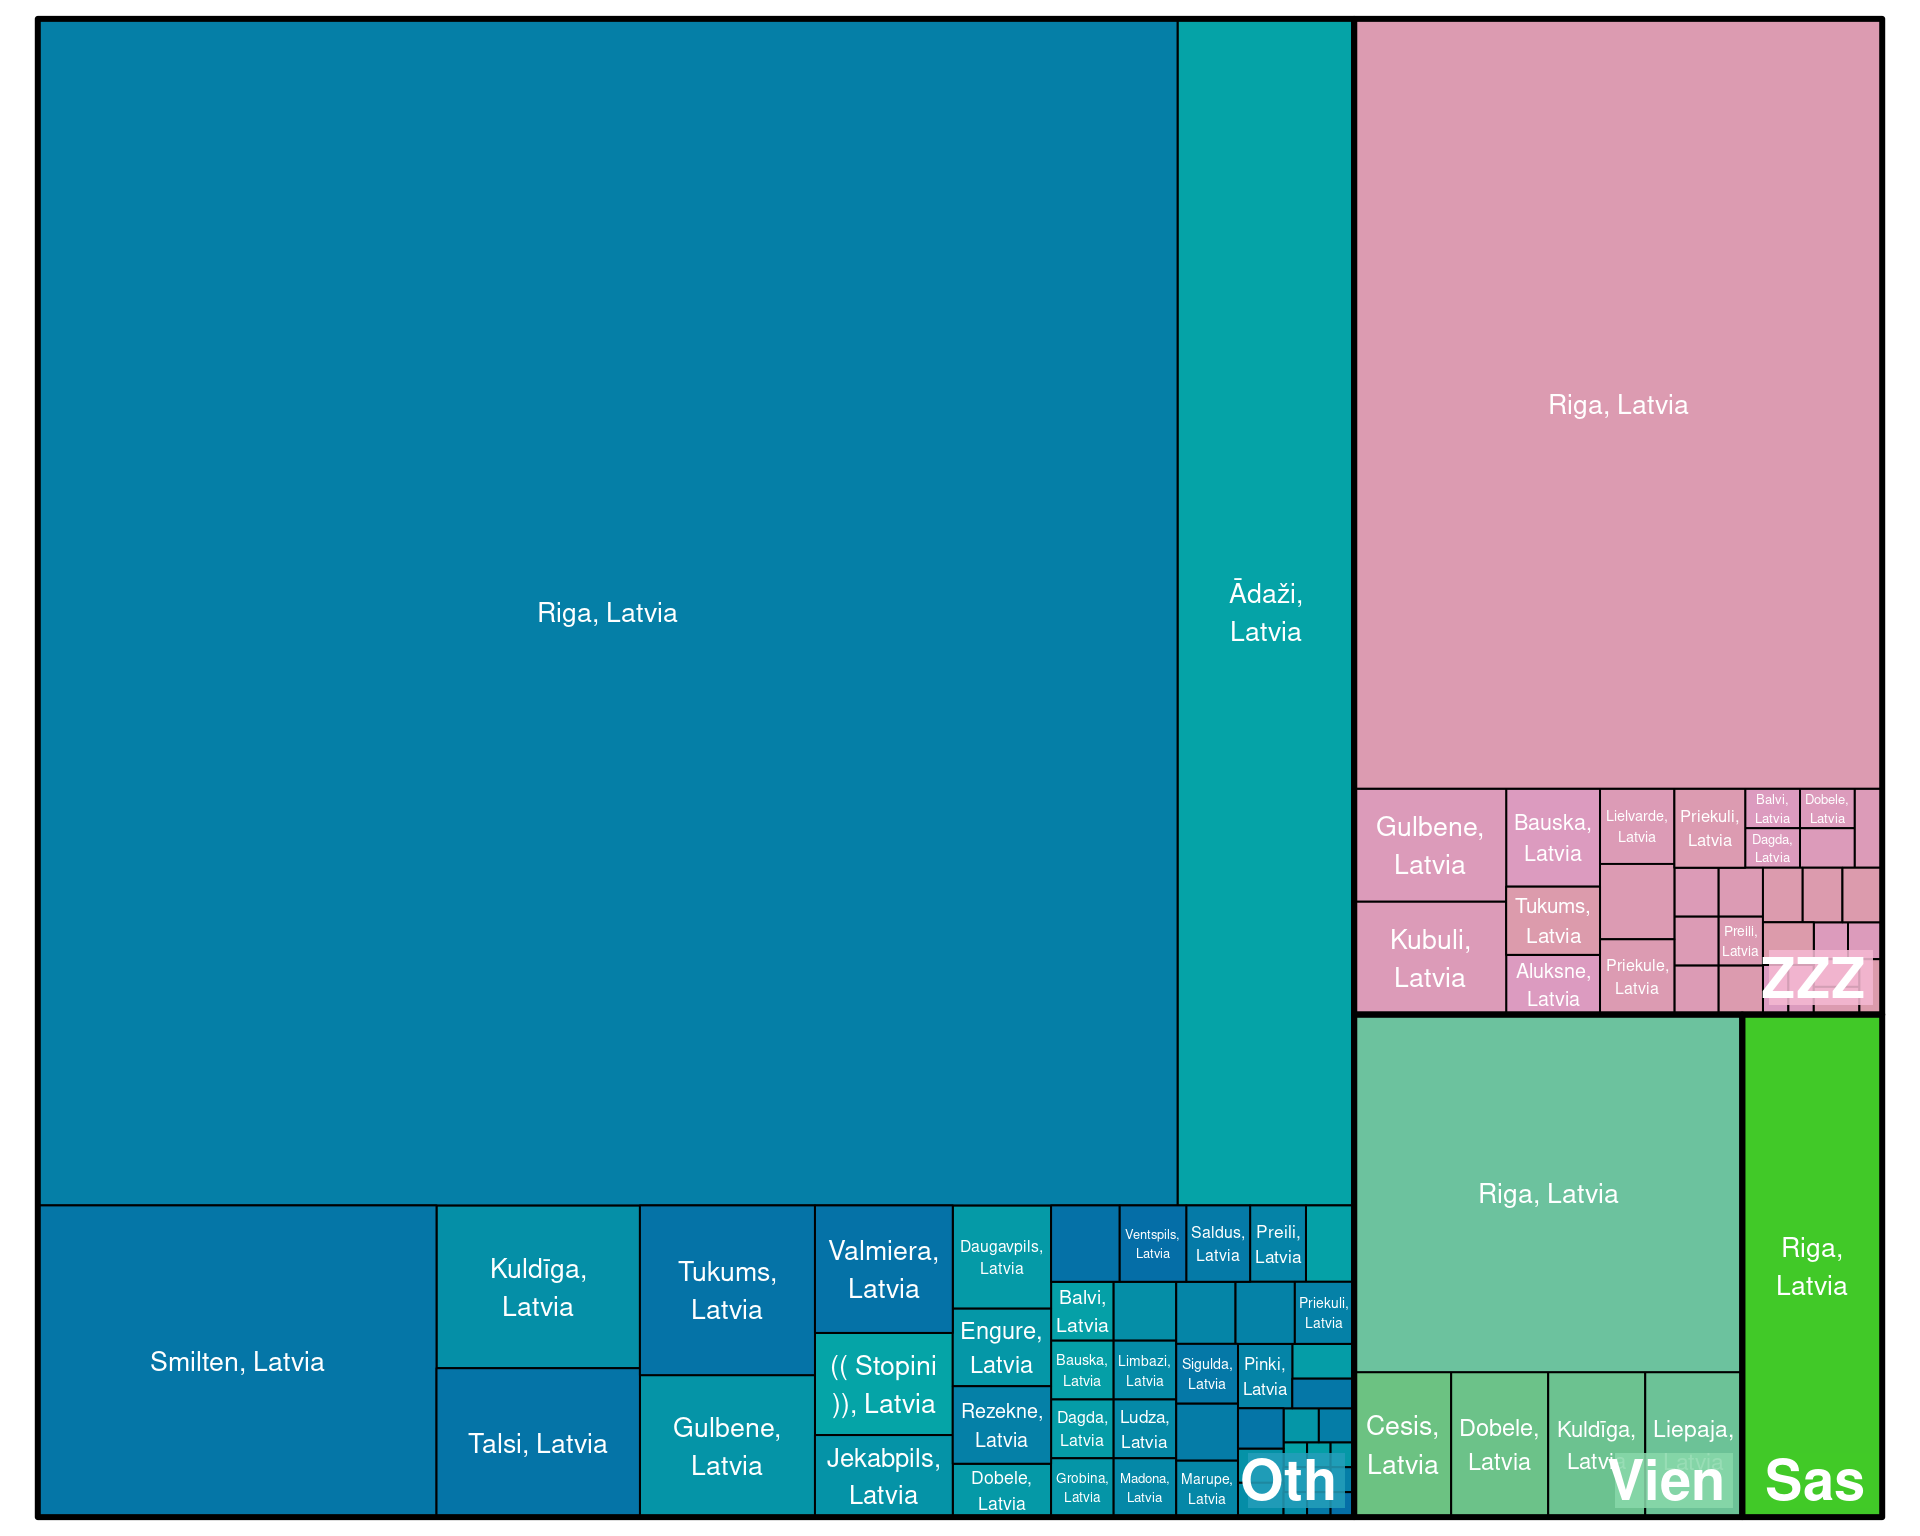 Riga, Latvia
Ādaži,
Latvia
Smilten, Latvia
Kuldīga,
Latvia
Talsi, Latvia
Tukums,
Latvia
Gulbene,
Latvia
Valmiera,
Latvia
(( Stopini
)), Latvia
Jekabpils,
Latvia
Daugavpils,
Latvia
Engure,
Latvia
Rezekne,
Latvia
Dobele,
Latvia
Ventspils,
Latvia
Saldus,
Latvia
Preili,
Latvia
Balvi,
Latvia
Priekuli,
Latvia
Bauska,
Latvia
Limbazi,
Latvia
Sigulda,
Latvia
Pinki,
Latvia
Dagda,
Latvia
Ludza,
Latvia
Grobina,
Latvia
Madona,
Latvia
Marupe,
Latvia
Oth
Riga, Latvia
Gulbene,
Latvia
Kubuli,
Latvia
Bauska,
Latvia
Tukums,
Latvia
Aluksne,
Latvia
Lielvarde,
Latvia
Priekule,
Latvia
Priekuli,
Latvia
Balvi,
Latvia
Dobele,
Latvia
Dagda,
Latvia
Preili,
Latvia
ZZZ
Riga, Latvia
Cesis,
Latvia
Dobele,
Latvia
Kuldīga,
Latvia
Liepaja,
Latvia
Vien
Riga,
Latvia
Sas